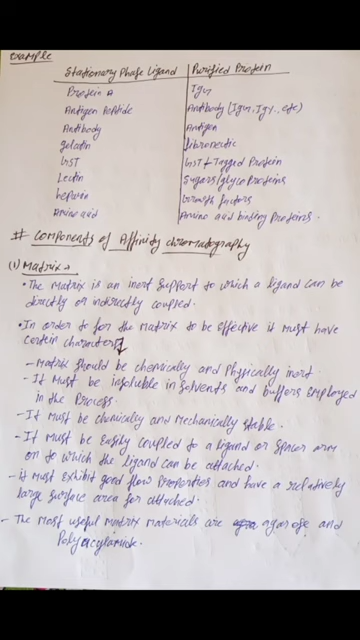 Example
Stationary Phase Ligand | Purified Protein
Protein A | IgG
Antigen Peptide | Antibody (IgG, IgY.. etc)
Antibody | Antigen
gelatin | fibronectic
GST | GST + Tagged Protein
Lectin | Sugars/glycoProteins
heparin | Growth factors
Amino acid | Amino acid binding Proteins.
# Components of Affinity chromatography
(1) Matrix →
• The Matrix is an inert support to which a ligand can be
directly or indirectly coupled.
• In order to for the Matrix to be effective it must have
certain characters
– Matrix should be chemically and Physically inert
– It Must be insoluble in solvents and buffers employed
in the Process.
– It must be chemically and Mechanically stable.
– It must be Easily coupled to a ligand or spacer arm
on to which the ligand can be attached.
– it must exhibit good flow Properties and have a relatively
large surface area for attached.
– The most useful matrix materials are agarose and
Polyacylamide.